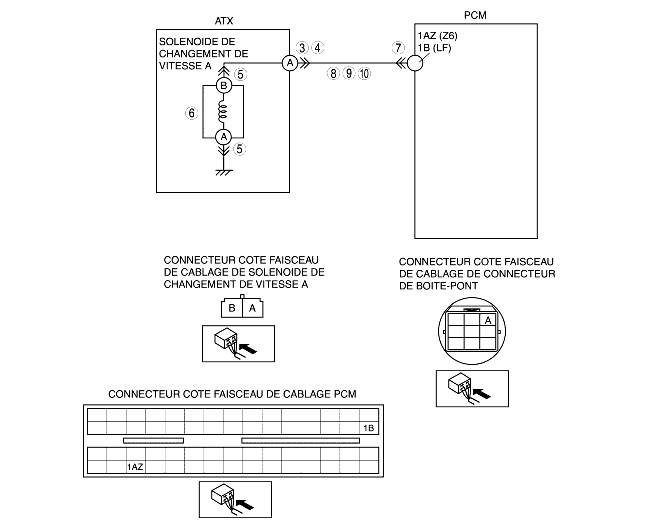 ATX
PCM
SOLENOIDE DE
CHANGEMENT DE
VITESSE A
A
3 4
7
1AZ (Z6)
1B (LF)
8 9 10
5
B
6
A
5
CONNECTEUR COTE FAISCEAU
DE CABLAGE DE SOLENOIDE DE
CHANGEMENT DE VITESSE A
B A
CONNECTEUR COTE FAISCEAU
DE CABLAGE DE CONNECTEUR
DE BOITE-PONT
A
CONNECTEUR COTE FAISCEAU DE CABLAGE PCM
1B
1AZ